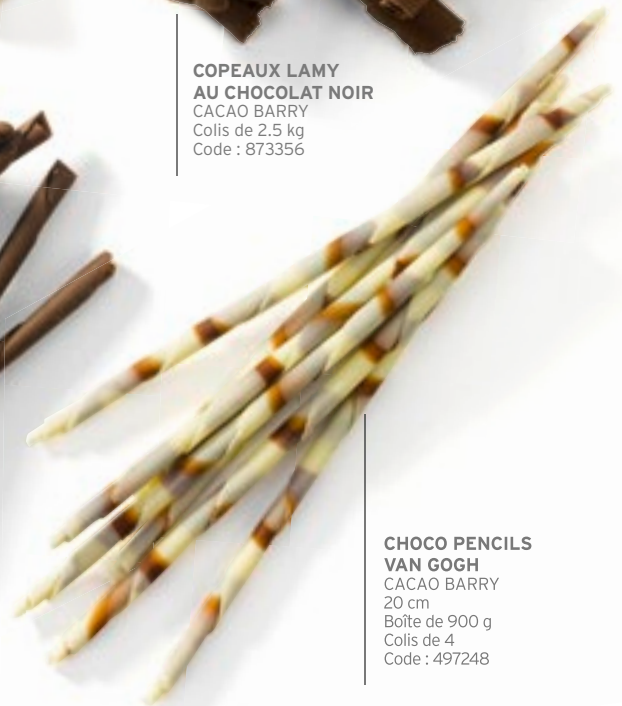 COPEAUX LAMY
AU CHOCOLAT NOIR
CACAO BARRY
Colis de 2.5 kg
Code : 873356
CHOCO PENCILS
VAN GOGH
CACAO BARRY
20 cm
Boîte de 900 g
Colis de 4
Code : 497248